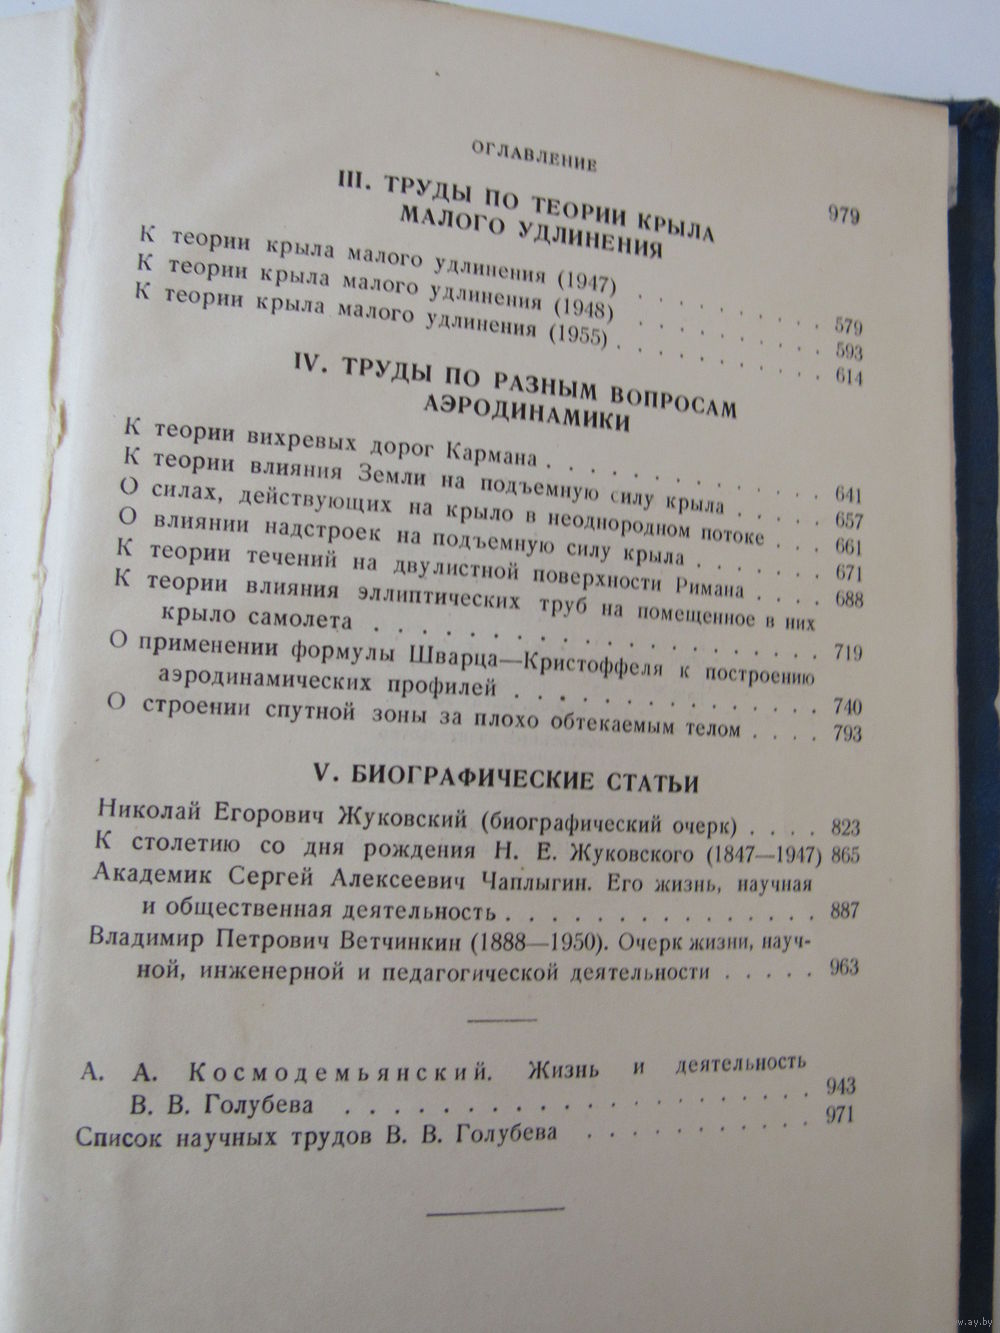 ОГЛАВЛЕНИЕ 979
III. ТРУДЫ ПО ТЕОРИИ КРЫЛА
МАЛОГО УДЛИНЕНИЯ
К теории крыла малого удлинения (1947) . . . . . . . . . 579
К теории крыла малого удлинения (1948) . . . . . . . . . 593
К теории крыла малого удлинения (1955) . . . . . . . . . 614
IV. ТРУДЫ ПО РАЗНЫМ ВОПРОСАМ
АЭРОДИНАМИКИ
К теории вихревых дорог Кармана . . . . . . . . . . . . . 641
К теории влияния Земли на подъемную силу крыла . . . . . 657
О силах, действующих на крыло в неоднородном потоке . . . 661
О влиянии надстроек на подъемную силу крыла . . . . . . . 671
К теории течений на двулистной поверхности Римана . . . . 688
К теории влияния эллиптических труб на помещенное в них
крыло самолета . . . . . . . . . . . . . . . . . . . . 719
О применении формулы Шварца—Кристоффеля к построению
аэродинамических профилей . . . . . . . . . . . . . . 740
О строении спутной зоны за плохо обтекаемым телом . . . . 793
V. БИОГРАФИЧЕСКИЕ СТАТЬИ
Николай Егорович Жуковский (биографический очерк) . . . . 823
К столетию со дня рождения Н. Е. Жуковского (1847—1947) 865
Академик Сергей Алексеевич Чаплыгин. Его жизнь, научная
и общественная деятельность . . . . . . . . . . . . . . 887
Владимир Петрович Ветчинкин (1888—1950). Очерк жизни, науч-
ной, инженерной и педагогической деятельности . . . . . 963
А. А. Космодемьянский. Жизнь и деятельность
В. В. Голубева . . . . . . . . . . . . . . . . . . . . 943
Список научных трудов В. В. Голубева . . . . . . . . . . 971
w.ay.by